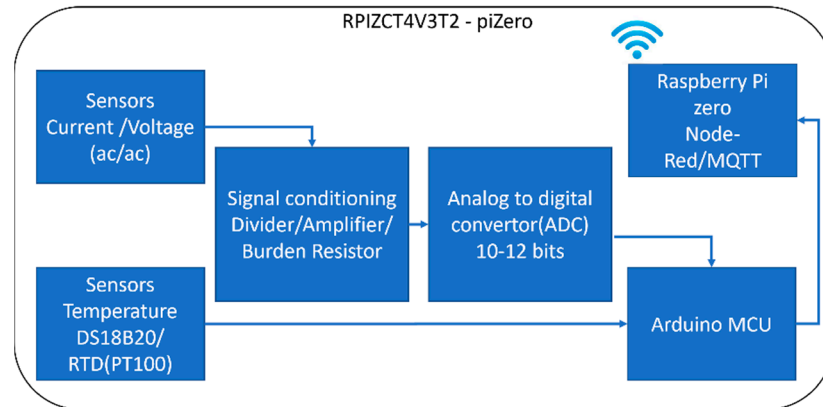 RPIZCT4V3T2 - piZero
Sensors
Current /Voltage
(ac/ac)
Raspberry Pi
zero
Node-
Red/MQTT
Signal conditioning
Divider/Amplifier/
Burden Resistor
Analog to digital
convertor(ADC)
10-12 bits
Sensors
Temperature
DS18B20/
RTD(PT100)
Arduino MCU